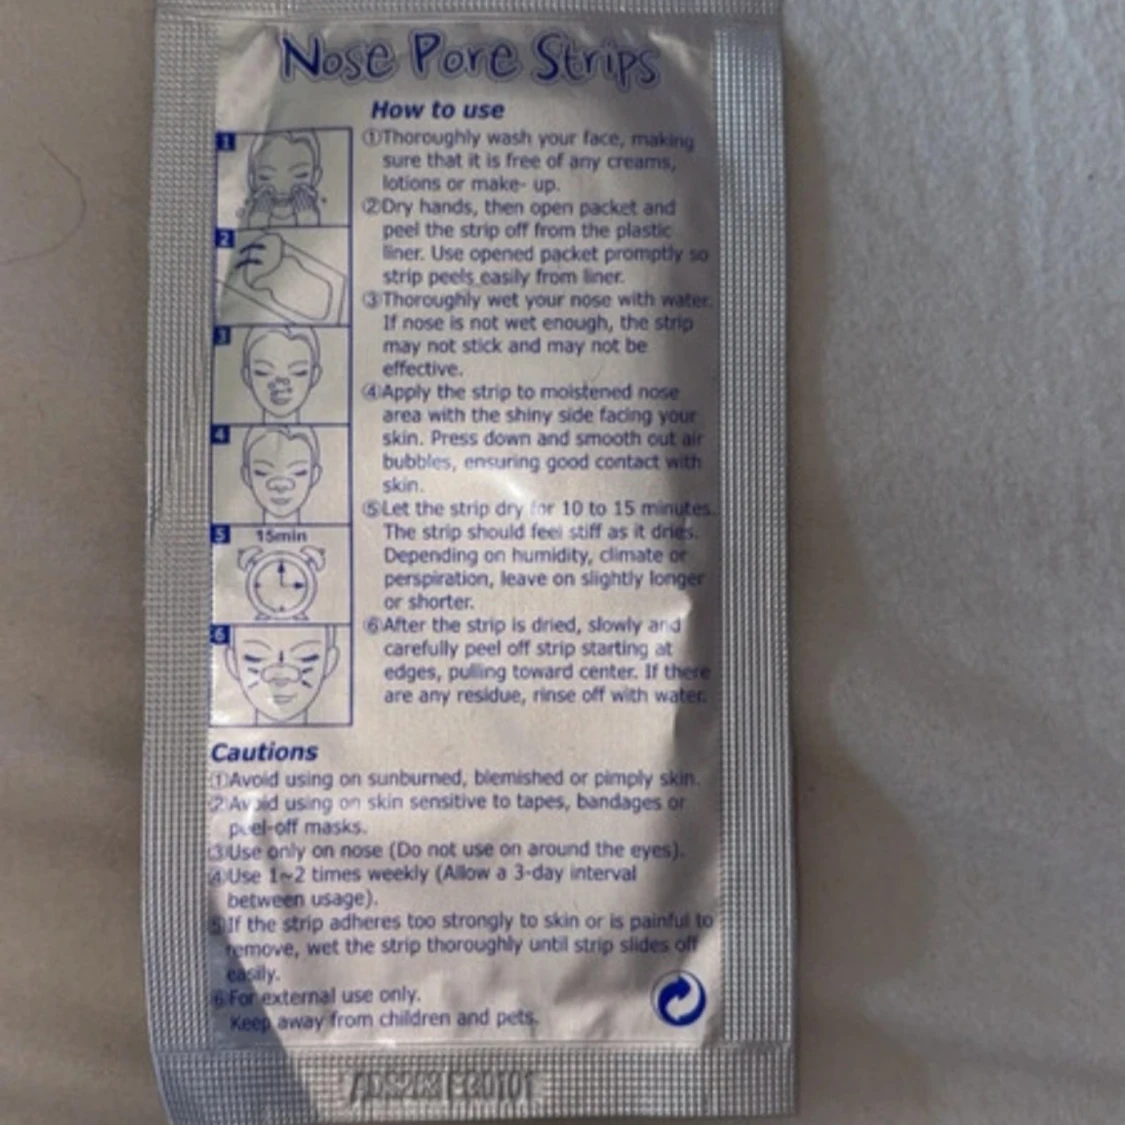 Nose Pore Strips
How to use
1
①Thoroughly wash your face, making
sure that it is free of any creams,
lotions or make- up.
2
②Dry hands, then open packet and
peel the strip off from the plastic
liner. Use opened packet promptly so
strip peels easily from liner.
3
③Thoroughly wet your nose with water.
If nose is not wet enough, the strip
may not stick and may not be
effective.
4
④Apply the strip to moistened nose
area with the shiny side facing your
skin. Press down and smooth out air
bubbles, ensuring good contact with
skin.
5 15min
⑤Let the strip dry for 10 to 15 minutes.
The strip should feel stiff as it dries.
Depending on humidity, climate or
perspiration, leave on slightly longer
or shorter.
6
⑥After the strip is dried, slowly and
carefully peel off strip starting at
edges, pulling toward center. If there
are any residue, rinse off with water.
Cautions
①Avoid using on sunburned, blemished or pimply skin.
②Avoid using on skin sensitive to tapes, bandages or
peel-off masks.
③Use only on nose (Do not use on around the eyes).
④Use 1~2 times weekly (Allow a 3-day interval
between usage).
⑤If the strip adheres too strongly to skin or is painful to
remove, wet the strip thoroughly until strip slides off
easily.
⑥For external use only.
Keep away from children and pets.